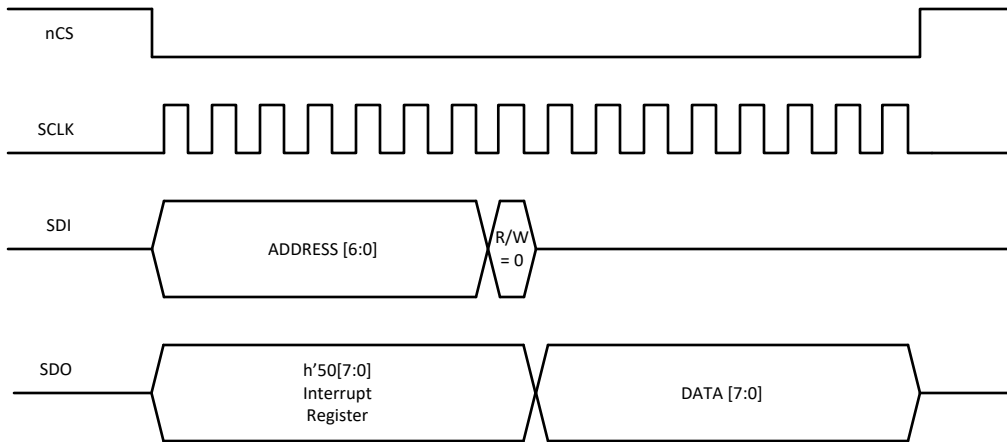 nCS
SCLK
SDI
ADDRESS [6:0]
R/W
= 0
SDO
h’50[7:0]
Interrupt
Register
DATA [7:0]